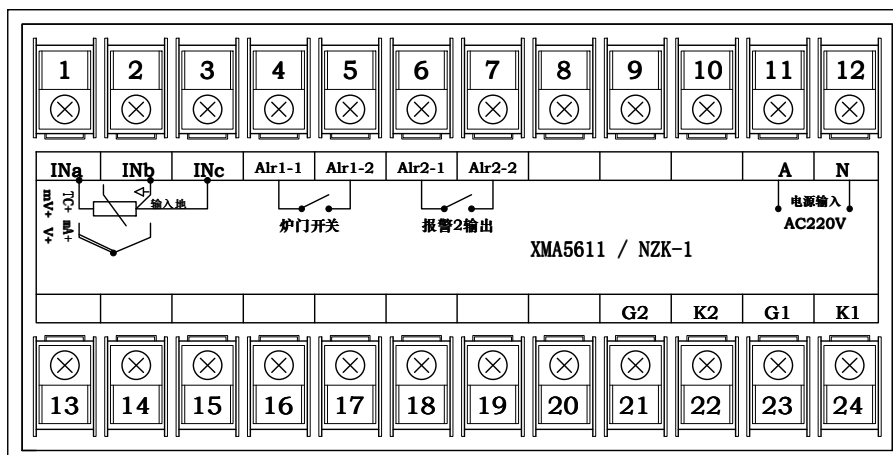 1 2 3 4 5 6 7 8 9 10 11 12
INa INb INc Alr1-1 Alr1-2 Alr2-1 Alr2-2 A N
TC+ mV+
mA+ V+
输入地
炉门开关
报警2输出
电源输入
AC220V
XMA5611 / NZK-1
G2 K2 G1 K1
13 14 15 16 17 18 19 20 21 22 23 24